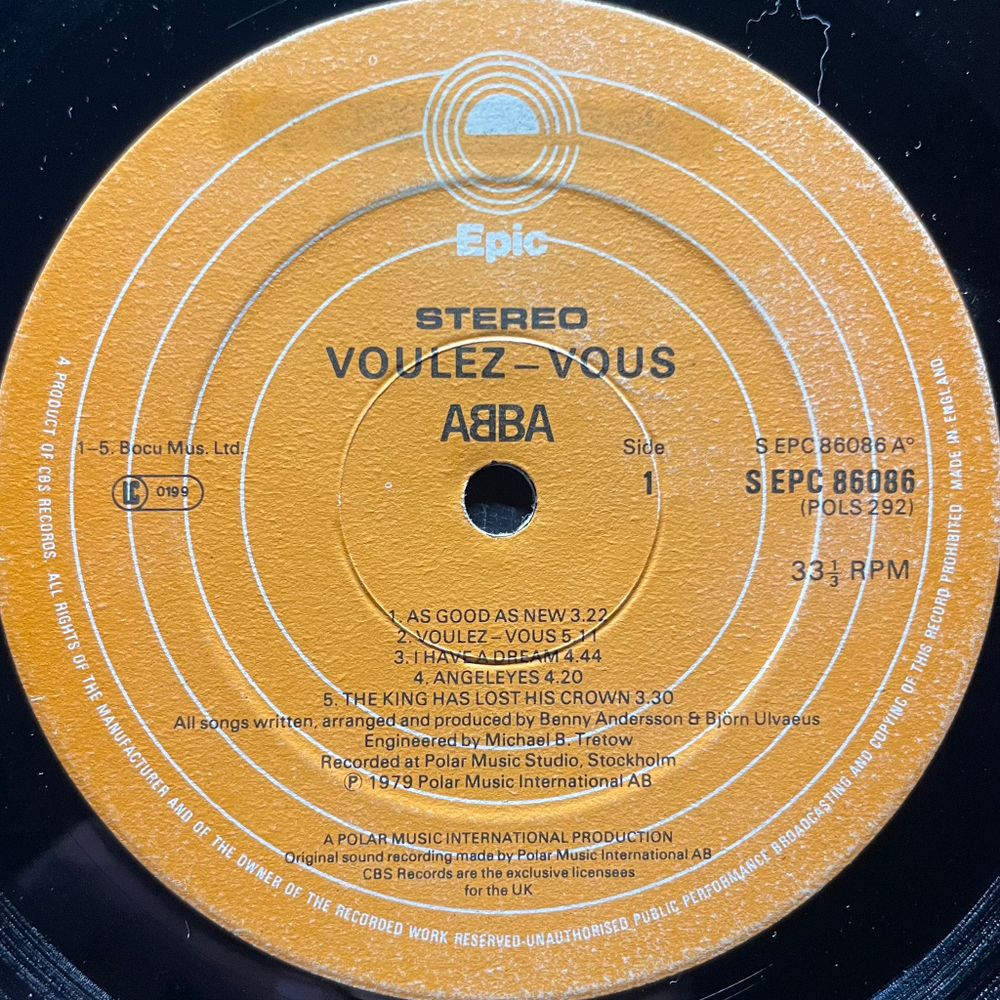 Epic
STEREO
VOULEZ – VOUS
ABBA
1–5. Bocu Mus. Ltd.
LC 0199
Side
1
S EPC 86086 A°
S EPC 86086
(POLS 292)
33⅓ RPM
1. AS GOOD AS NEW 3.22
2. VOULEZ – VOUS 5.11
3. I HAVE A DREAM 4.44
4. ANGELEYES 4.20
5. THE KING HAS LOST HIS CROWN 3.30
All songs written, arranged and produced by Benny Andersson & Björn Ulvaeus
Engineered by Michael B. Tretow
Recorded at Polar Music Studio, Stockholm
℗ 1979 Polar Music International AB
A POLAR MUSIC INTERNATIONAL PRODUCTION
Original sound recording made by Polar Music International AB
CBS Records are the exclusive licensees
for the UK
A PRODUCT OF CBS RECORDS. ALL RIGHTS OF THE MANUFACTURER AND OF THE OWNER OF THE RECORDED WORK RESERVED-UNAUTHORISED PUBLIC PERFORMANCE BROADCASTING AND COPYING OF THIS RECORD PROHIBITED MADE IN ENGLAND